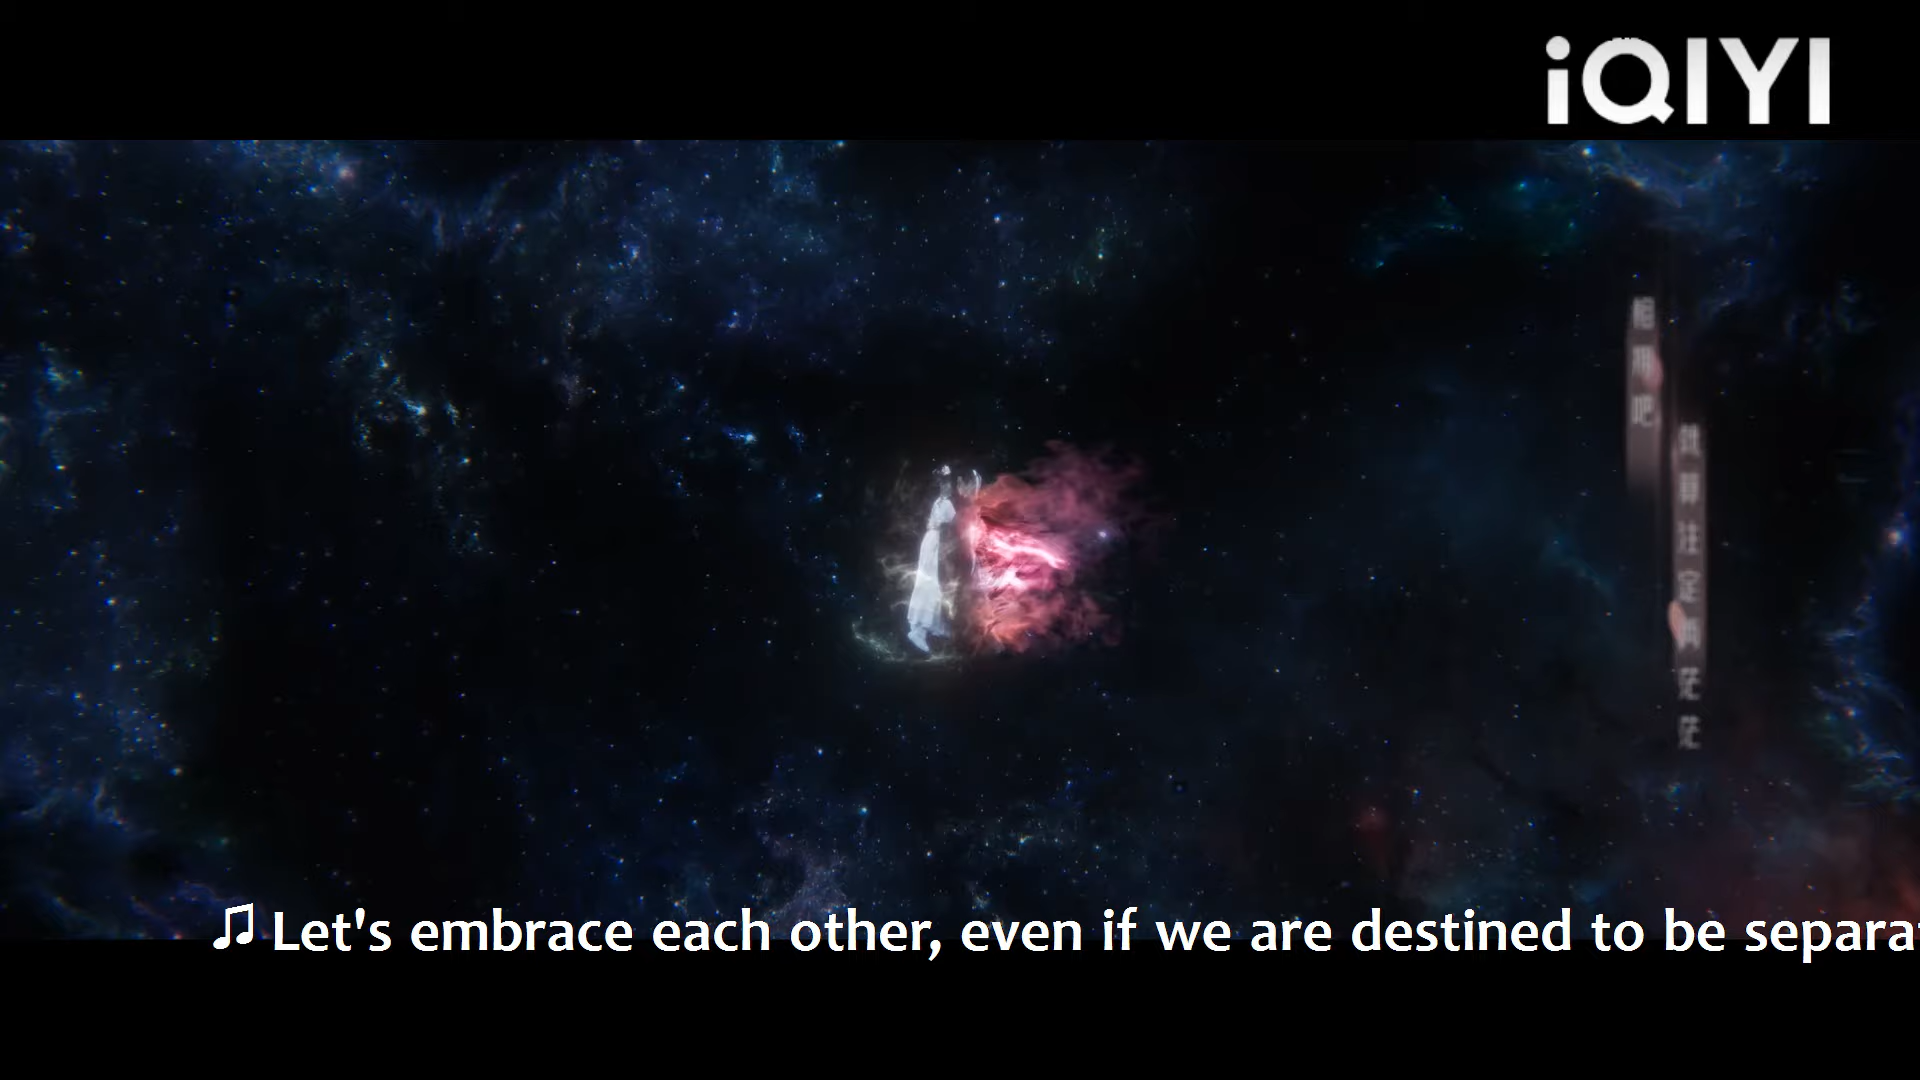 iQIYI
相拥吧
就算注定两茫茫
♫ Let's embrace each other, even if we are destined to be separat